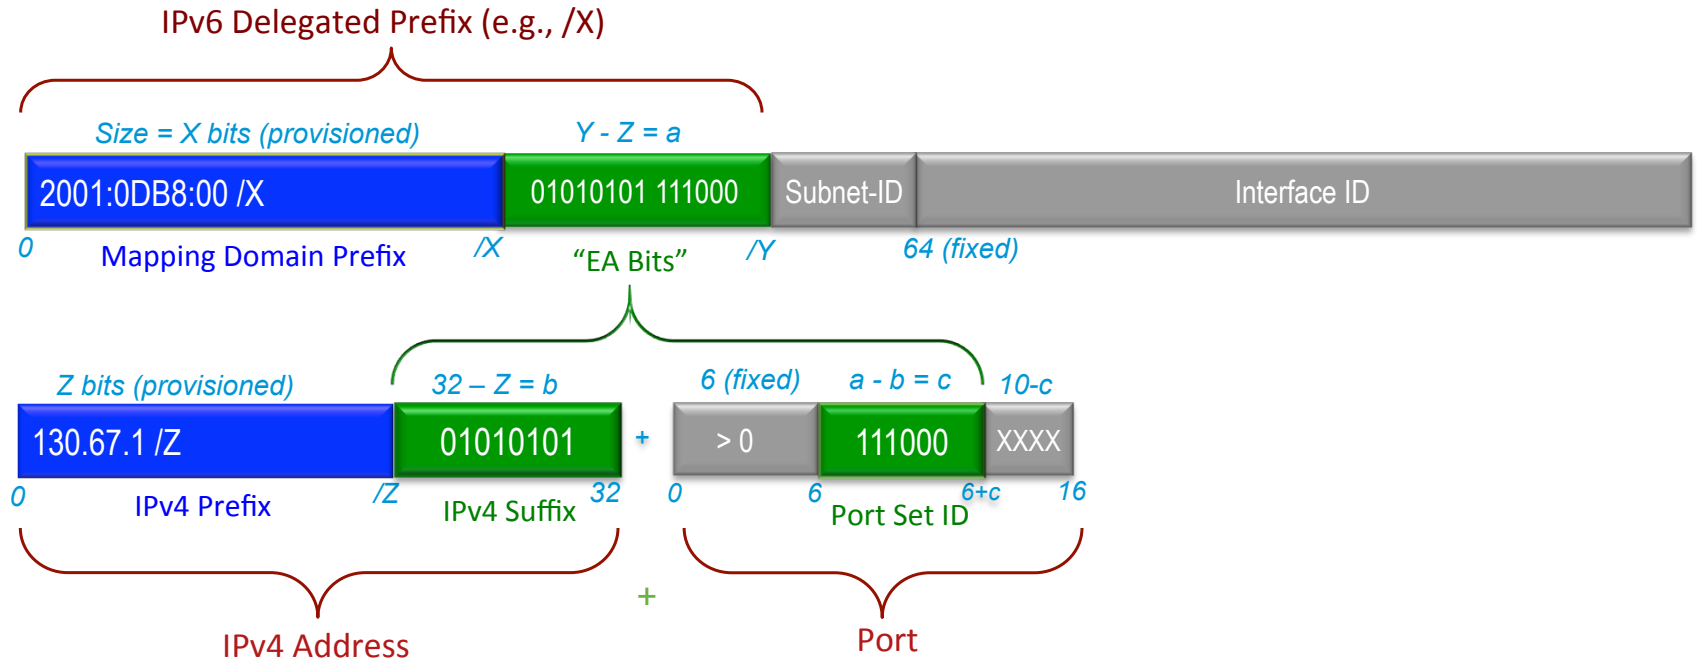 IPv6 Delegated Prefix (e.g., /X)
Size = X bits (provisioned)
Y - Z = a
2001:0DB8:00 /X
01010101 111000
Subnet-ID
Interface ID
0
Mapping Domain Prefix
/X
“EA Bits”
/Y
64 (fixed)
Z bits (provisioned)
32 – Z = b
6 (fixed)
a - b = c
10-c
130.67.1 /Z
01010101
+
> 0
111000
XXXX
0
IPv4 Prefix
/Z
IPv4 Suffix
32
0
6
Port Set ID
6+c
16
+
IPv4 Address
Port